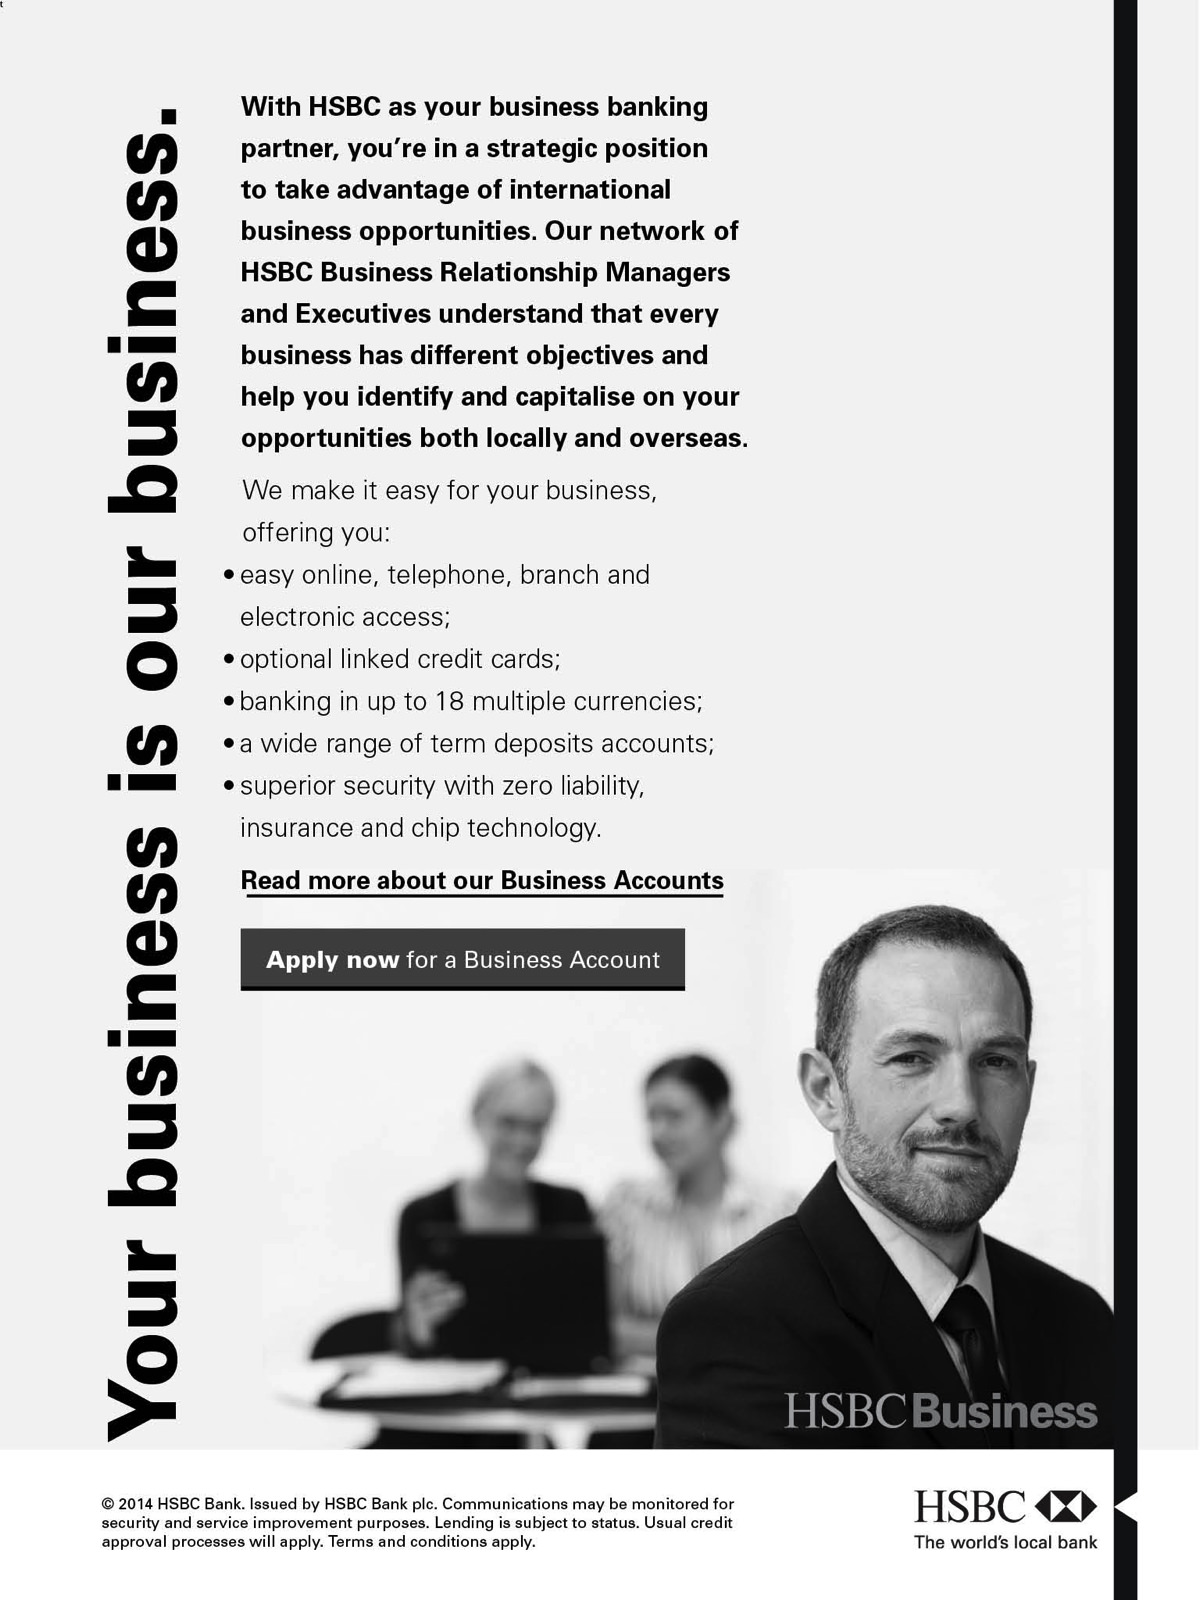 t
Your business is our business.
With HSBC as your business banking
partner, you’re in a strategic position
to take advantage of international
business opportunities. Our network of
HSBC Business Relationship Managers
and Executives understand that every
business has different objectives and
help you identify and capitalise on your
opportunities both locally and overseas.
We make it easy for your business,
offering you:
• easy online, telephone, branch and
electronic access;
• optional linked credit cards;
• banking in up to 18 multiple currencies;
• a wide range of term deposits accounts;
• superior security with zero liability,
insurance and chip technology.
Read more about our Business Accounts
Apply now for a Business Account
HSBC Business
© 2014 HSBC Bank. Issued by HSBC Bank plc. Communications may be monitored for
security and service improvement purposes. Lending is subject to status. Usual credit
approval processes will apply. Terms and conditions apply.
HSBC
The world’s local bank